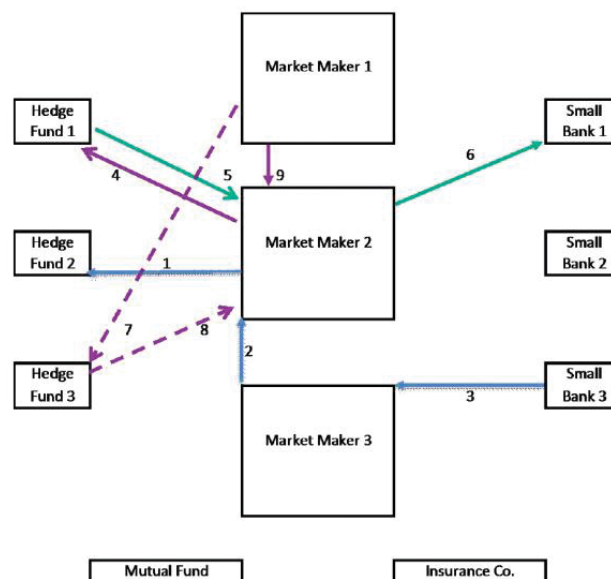 Market Maker 1
Hedge
Fund 1
Small
Bank 1
6
5
4
9
Market Maker 2
Hedge
Fund 2
Small
Bank 2
1
7
8
2
Hedge
Fund 3
Small
Bank 3
3
Market Maker 3
Mutual Fund
Insurance Co.